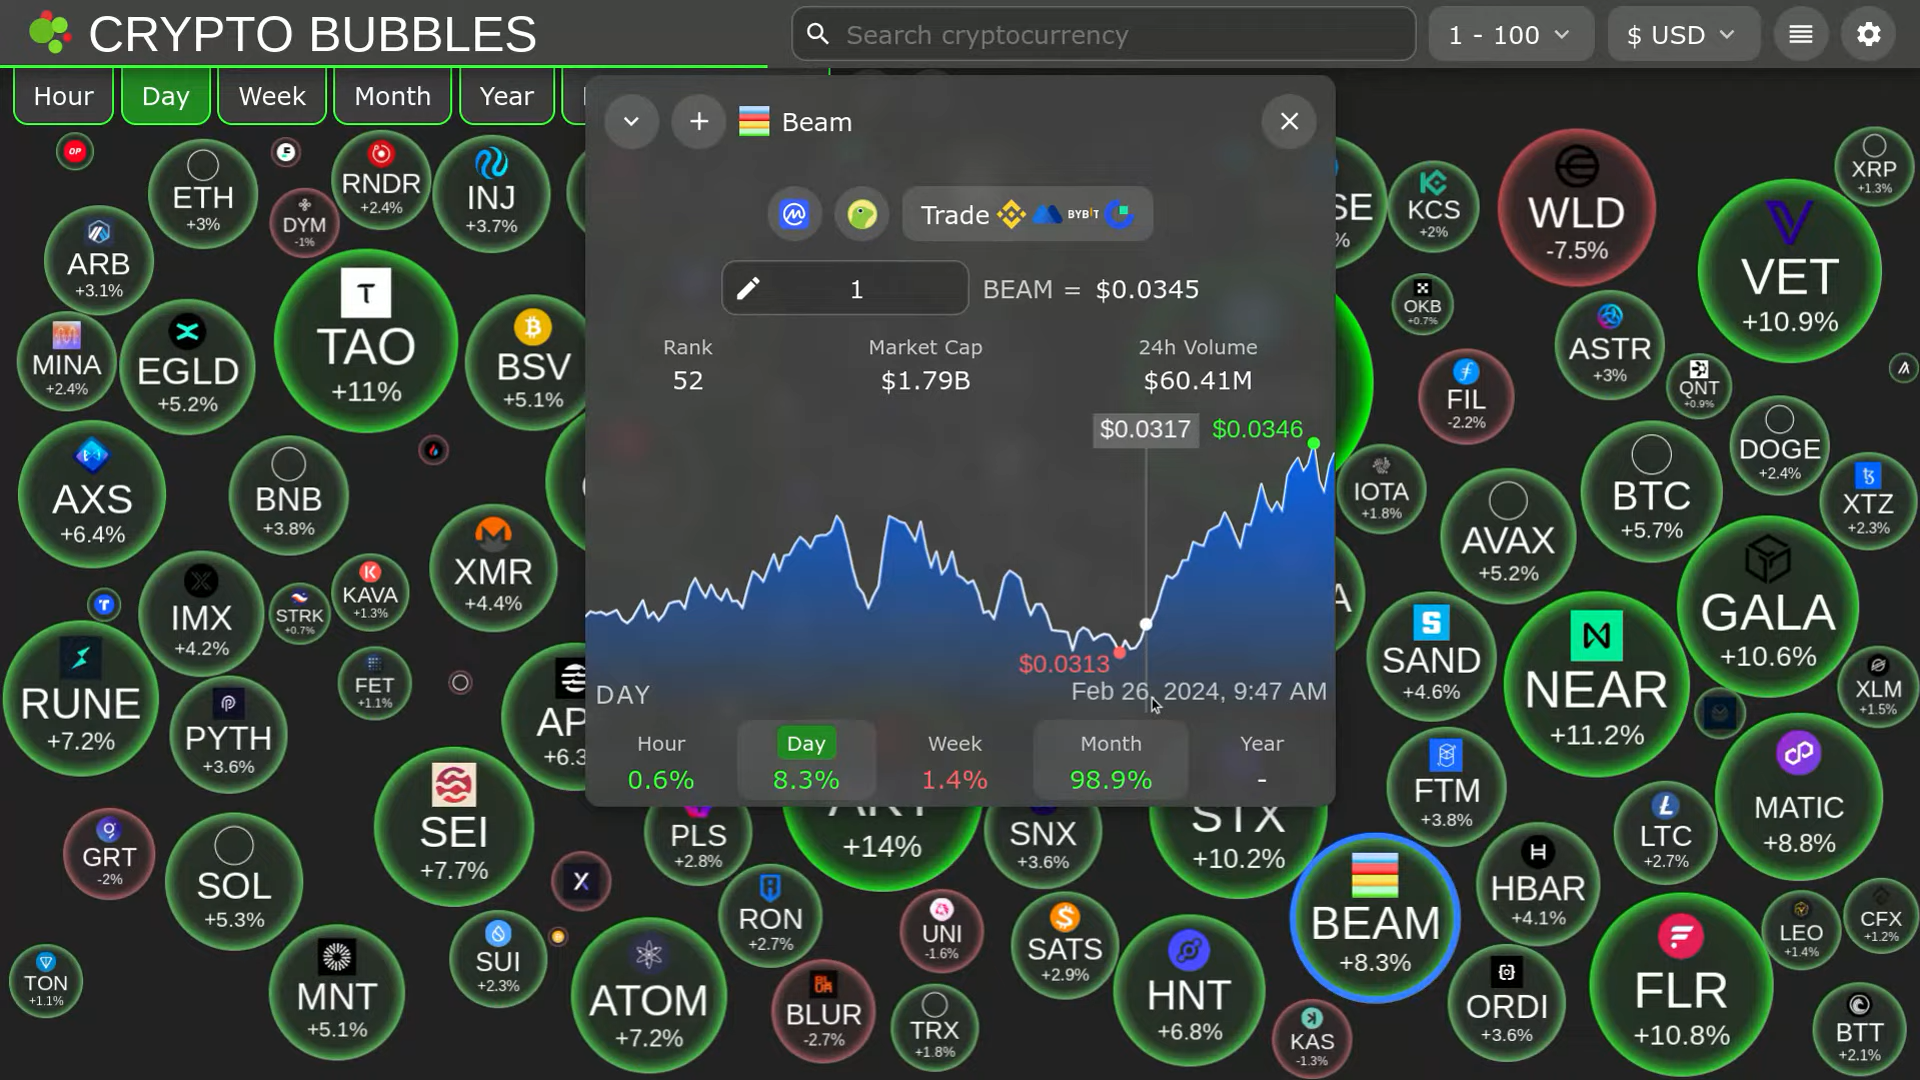 CRYPTO BUBBLES
Search cryptocurrency
1 - 100
$ USD
Hour
Day
Week
Month
Year
Beam
Trade
BYBIT
1
BEAM = $0.0345
Rank
52
Market Cap
$1.79B
24h Volume
$60.41M
$0.0317
$0.0346
$0.0313
DAY
Feb 26, 2024, 9:47 AM
Hour
0.6%
Day
8.3%
Week
1.4%
Month
98.9%
Year
-
OP
ETH
+3%
DYM
-1%
RNDR
+2.4%
INJ
+3.7%
ARB
+3.1%
MINA
+2.4%
EGLD
+5.2%
TAO
+11%
BSV
+5.1%
AXS
+6.4%
BNB
+3.8%
XMR
+4.4%
IMX
+4.2%
STRK
+0.7%
KAVA
+1.3%
RUNE
+7.2%
PYTH
+3.6%
FET
+1.1%
AP
+6.3
SEI
+7.7%
GRT
-2%
SOL
+5.3%
TON
+1.1%
MNT
+5.1%
SUI
+2.3%
ATOM
+7.2%
X
PLS
+2.8%
+14%
SNX
+3.6%
STX
+10.2%
RON
+2.7%
BLUR
-2.7%
UNI
-1.6%
TRX
+1.8%
SATS
+2.9%
HNT
+6.8%
KAS
-1.3%
BEAM
+8.3%
SE
%
KCS
+2%
WLD
-7.5%
VET
+10.9%
XRP
+1.3%
OKB
+0.7%
ASTR
+3%
FIL
-2.2%
QNT
+0.9%
DOGE
+2.4%
IOTA
+1.8%
AVAX
+5.2%
BTC
+5.7%
XTZ
+2.3%
A
SAND
+4.6%
NEAR
+11.2%
GALA
+10.6%
XLM
+1.5%
FTM
+3.8%
MATIC
+8.8%
LTC
+2.7%
HBAR
+4.1%
ORDI
+3.6%
FLR
+10.8%
LEO
+1.4%
CFX
+1.2%
BTT
+2.1%